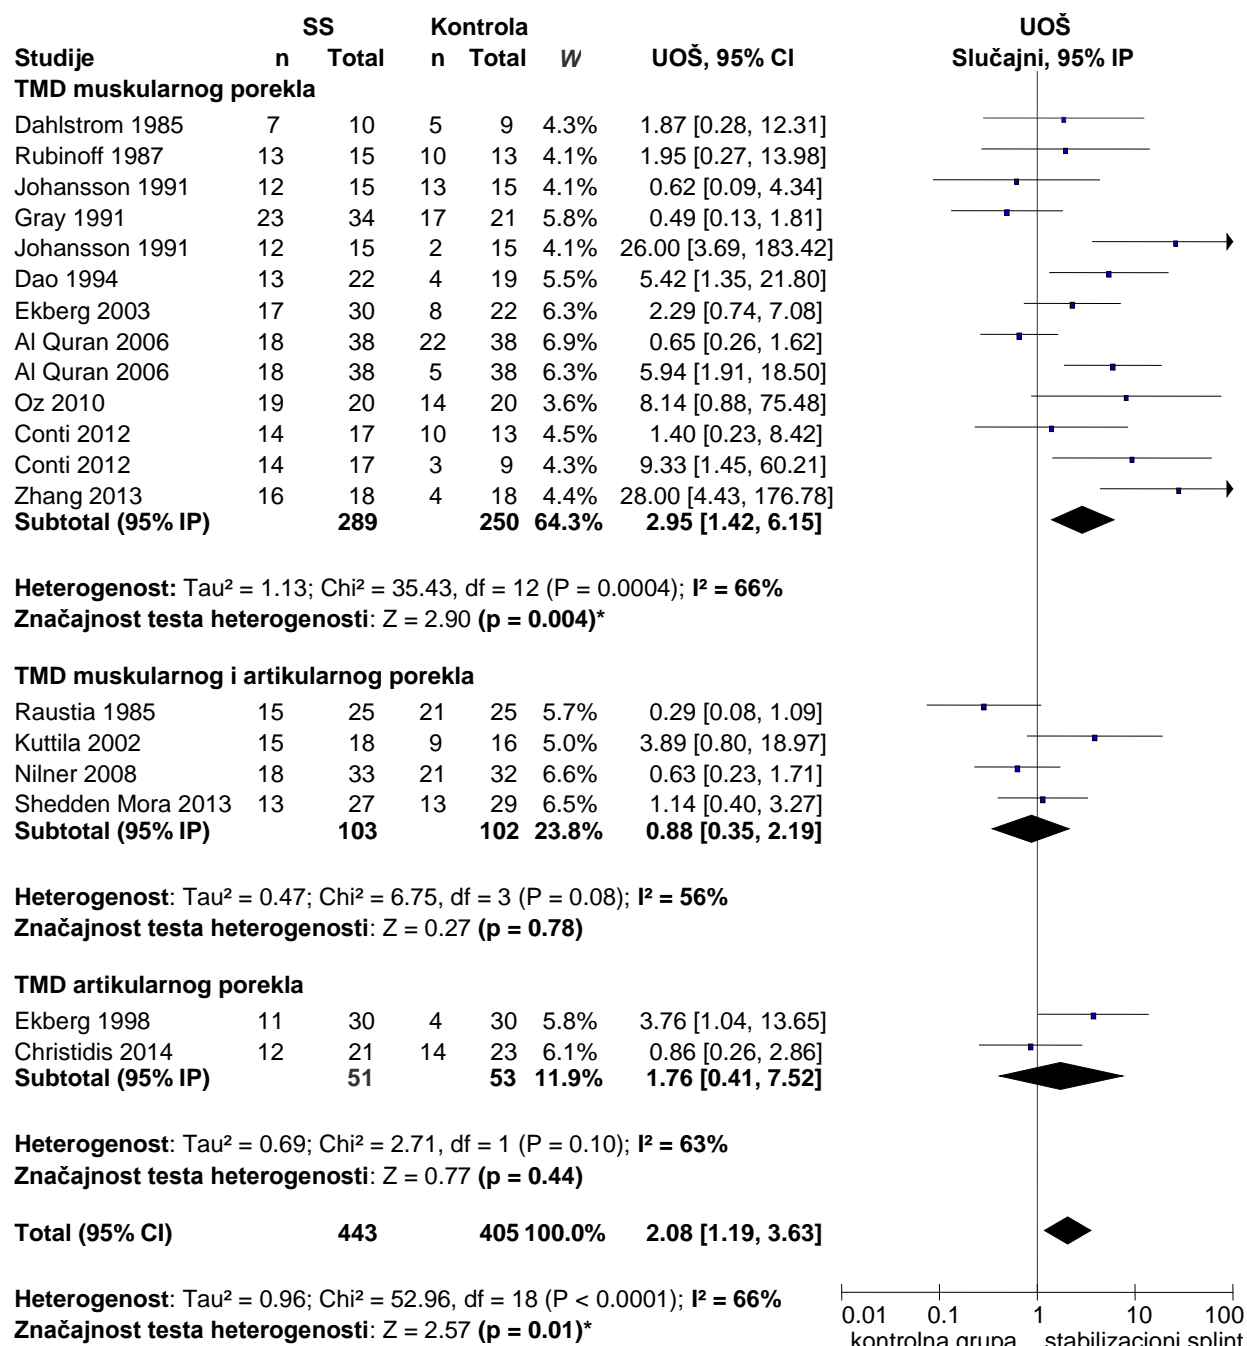 SS Kontrola UOŠ
Studije n Total n Total W UOŠ, 95% CI Slučajni, 95% IP
TMD muskularnog porekla
Dahlstrom 1985 7 10 5 9 4.3% 1.87 [0.28, 12.31]
Rubinoff 1987 13 15 10 13 4.1% 1.95 [0.27, 13.98]
Johansson 1991 12 15 13 15 4.1% 0.62 [0.09, 4.34]
Gray 1991 23 34 17 21 5.8% 0.49 [0.13, 1.81]
Johansson 1991 12 15 2 15 4.1% 26.00 [3.69, 183.42]
Dao 1994 13 22 4 19 5.5% 5.42 [1.35, 21.80]
Ekberg 2003 17 30 8 22 6.3% 2.29 [0.74, 7.08]
Al Quran 2006 18 38 22 38 6.9% 0.65 [0.26, 1.62]
Al Quran 2006 18 38 5 38 6.3% 5.94 [1.91, 18.50]
Oz 2010 19 20 14 20 3.6% 8.14 [0.88, 75.48]
Conti 2012 14 17 10 13 4.5% 1.40 [0.23, 8.42]
Conti 2012 14 17 3 9 4.3% 9.33 [1.45, 60.21]
Zhang 2013 16 18 4 18 4.4% 28.00 [4.43, 176.78]
Subtotal (95% IP) 289 250 64.3% 2.95 [1.42, 6.15]
Heterogenost: Tau² = 1.13; Chi² = 35.43, df = 12 (P = 0.0004); I² = 66%
Značajnost testa heterogenosti: Z = 2.90 (p = 0.004)*
TMD muskularnog i artikularnog porekla
Raustia 1985 15 25 21 25 5.7% 0.29 [0.08, 1.09]
Kuttila 2002 15 18 9 16 5.0% 3.89 [0.80, 18.97]
Nilner 2008 18 33 21 32 6.6% 0.63 [0.23, 1.71]
Shedden Mora 2013 13 27 13 29 6.5% 1.14 [0.40, 3.27]
Subtotal (95% IP) 103 102 23.8% 0.88 [0.35, 2.19]
Heterogenost: Tau² = 0.47; Chi² = 6.75, df = 3 (P = 0.08); I² = 56%
Značajnost testa heterogenosti: Z = 0.27 (p = 0.78)
TMD artikularnog porekla
Ekberg 1998 11 30 4 30 5.8% 3.76 [1.04, 13.65]
Christidis 2014 12 21 14 23 6.1% 0.86 [0.26, 2.86]
Subtotal (95% IP) 51 53 11.9% 1.76 [0.41, 7.52]
Heterogenost: Tau² = 0.69; Chi² = 2.71, df = 1 (P = 0.10); I² = 63%
Značajnost testa heterogenosti: Z = 0.77 (p = 0.44)
Total (95% CI) 443 405 100.0% 2.08 [1.19, 3.63]
Heterogenost: Tau² = 0.96; Chi² = 52.96, df = 18 (P < 0.0001); I² = 66%
Značajnost testa heterogenosti: Z = 2.57 (p = 0.01)*
0.01 0.1 1 10 100
kontrolna grupa stabilizacioni splint